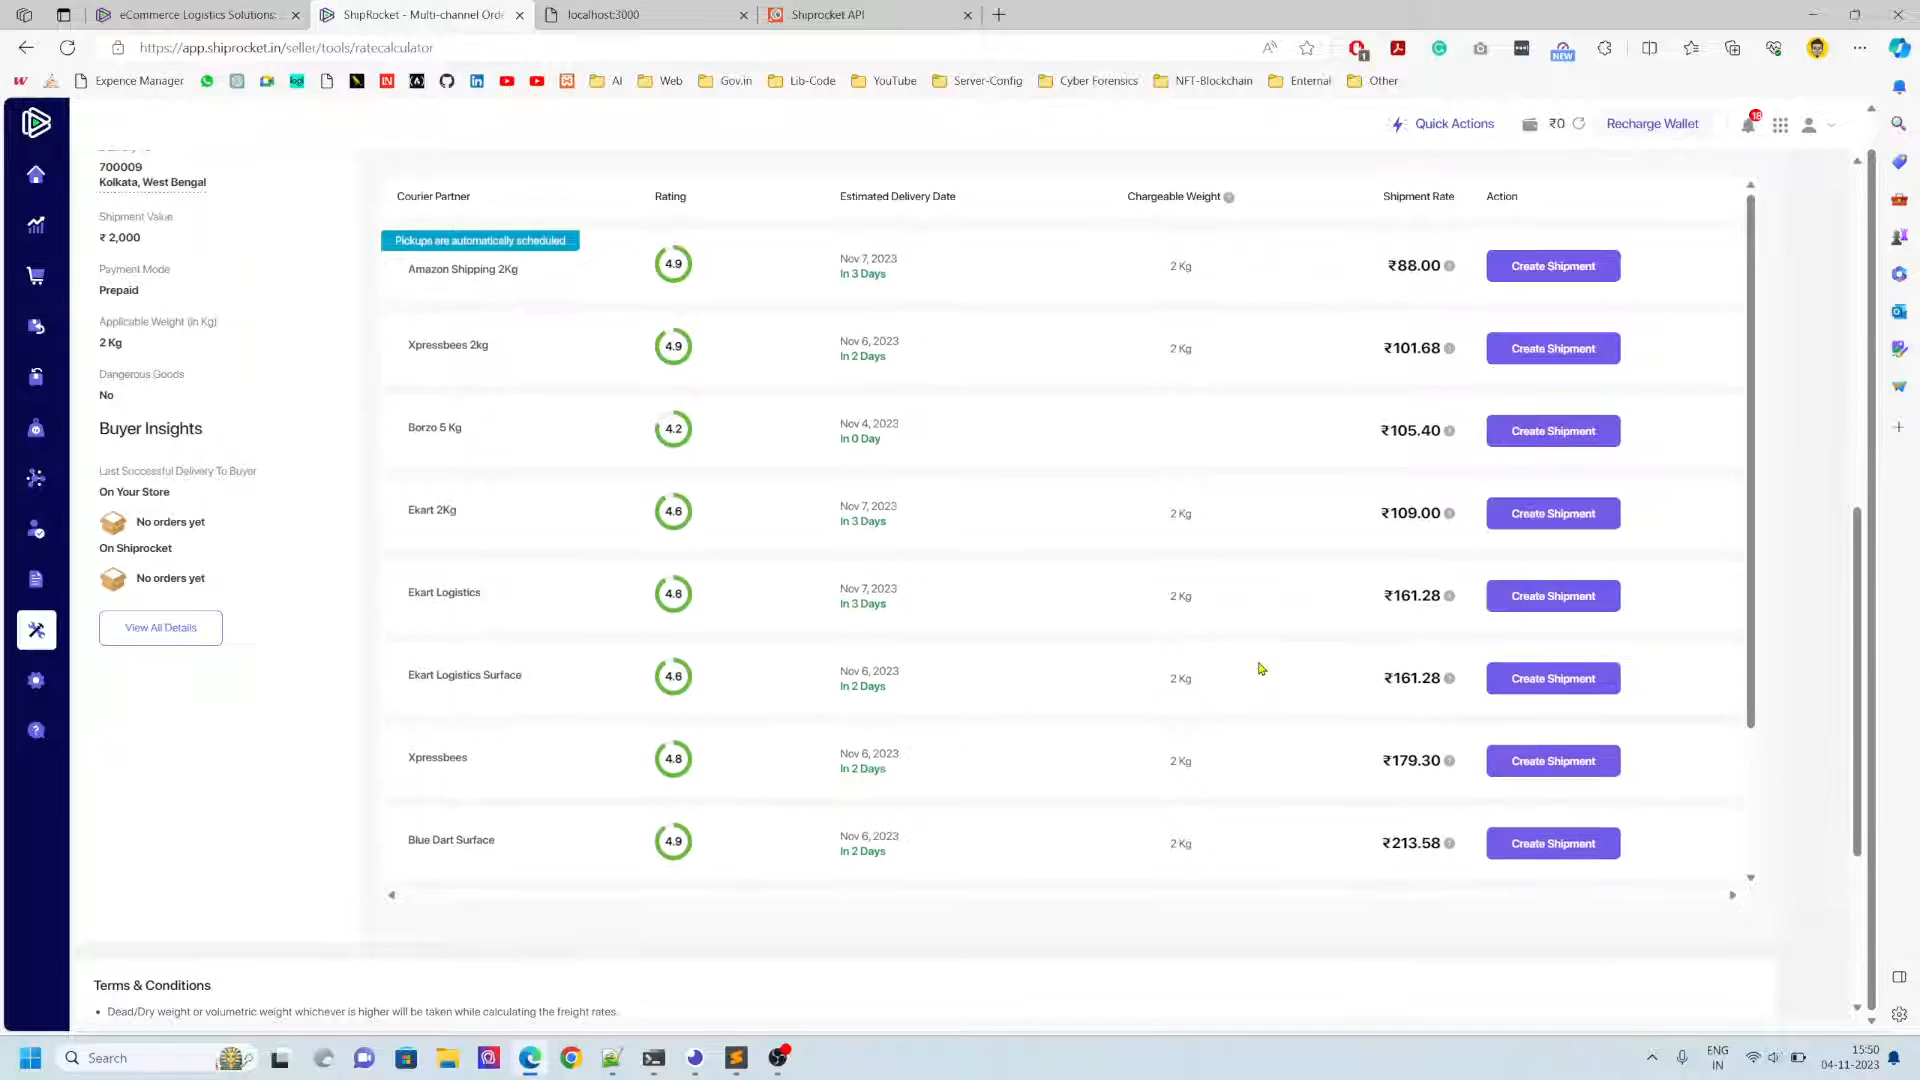 eCommerce Logistics Solutions:
ShipRocket - Multi-channel Orde
localhost:3000
Shiprocket API
https://app.shiprocket.in/seller/tools/ratecalculator
1
NEW
Expence Manager
AI
Web
Gov.in
Lib-Code
YouTube
Server-Config
Cyber Forensics
NFT-Blockchain
Enternal
Other
Quick Actions
₹0
Recharge Wallet
18
700009
Kolkata, West Bengal
Shipment Value
₹ 2,000
Payment Mode
Prepaid
Applicable Weight (in Kg)
2 Kg
Dangerous Goods
No
Buyer Insights
Last Successful Delivery To Buyer
On Your Store
No orders yet
On Shiprocket
No orders yet
View All Details
Courier Partner Rating Estimated Delivery Date Chargeable Weight Shipment Rate Action
Pickups are automatically scheduled
Amazon Shipping 2Kg 4.9 Nov 7, 2023 In 3 Days 2 Kg ₹88.00 Create Shipment
Xpressbees 2kg 4.9 Nov 6, 2023 In 2 Days 2 Kg ₹101.68 Create Shipment
Borzo 5 Kg 4.2 Nov 4, 2023 In 0 Day ₹105.40 Create Shipment
Ekart 2Kg 4.6 Nov 7, 2023 In 3 Days 2 Kg ₹109.00 Create Shipment
Ekart Logistics 4.6 Nov 7, 2023 In 3 Days 2 Kg ₹161.28 Create Shipment
Ekart Logistics Surface 4.6 Nov 6, 2023 In 2 Days 2 Kg ₹161.28 Create Shipment
Xpressbees 4.8 Nov 6, 2023 In 2 Days 2 Kg ₹179.30 Create Shipment
Blue Dart Surface 4.9 Nov 6, 2023 In 2 Days 2 Kg ₹213.58 Create Shipment
Terms & Conditions
• Dead/Dry weight or volumetric weight whichever is higher will be taken while calculating the freight rates.
Search
ENG
IN
15:50
04-11-2023